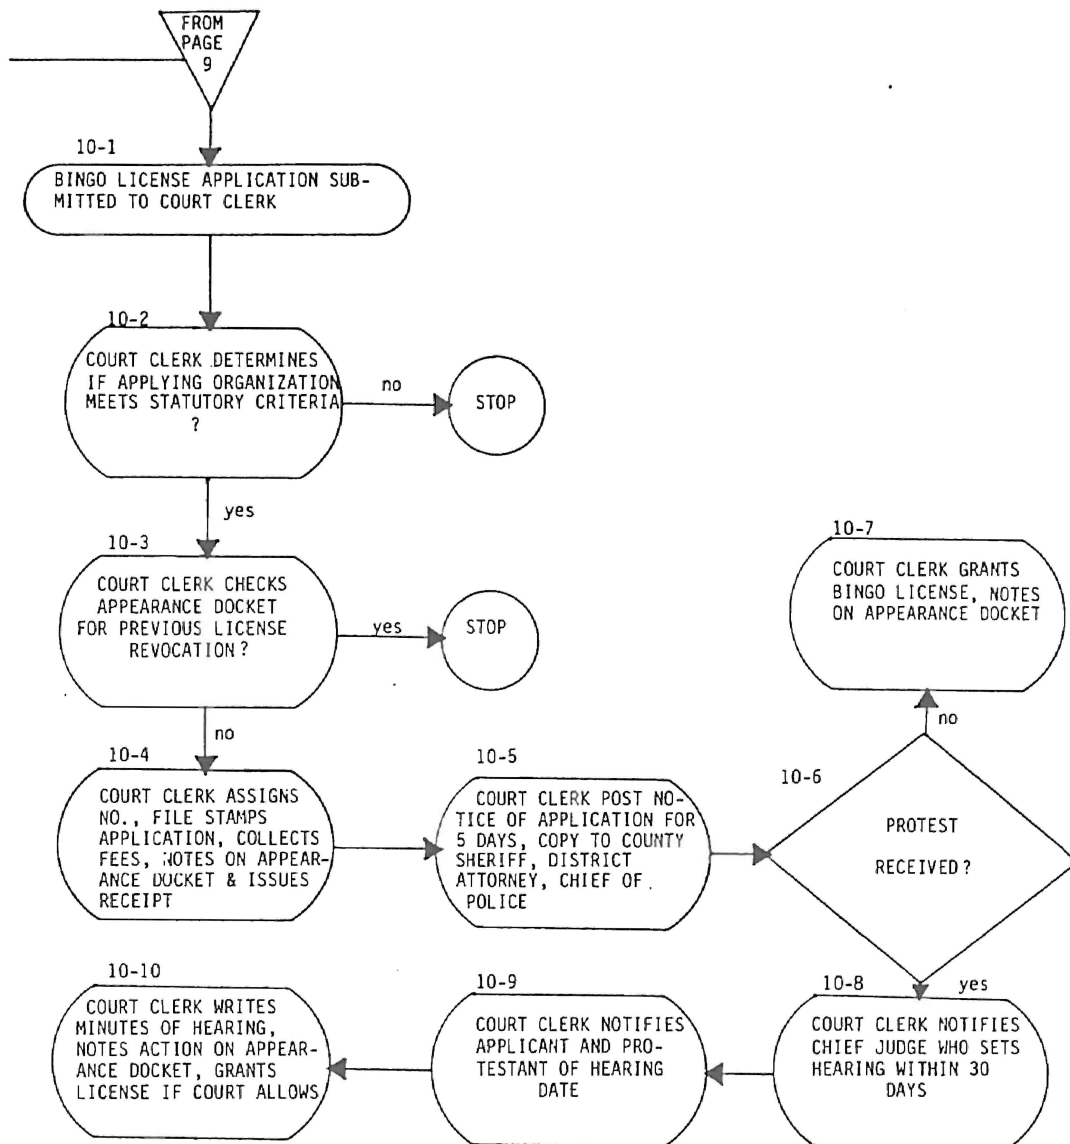 FROM
PAGE
9
10-1
BINGO LICENSE APPLICATION SUB-
MITTED TO COURT CLERK
10-2
COURT CLERK DETERMINES
IF APPLYING ORGANIZATION
MEETS STATUTORY CRITERIA
?
no
STOP
yes
10-3
COURT CLERK CHECKS
APPEARANCE DOCKET
FOR PREVIOUS LICENSE
REVOCATION?
yes
STOP
no
10-4
COURT CLERK ASSIGNS
NO., FILE STAMPS
APPLICATION, COLLECTS
FEES, NOTES ON APPEAR-
ANCE DOCKET & ISSUES
RECEIPT
10-5
COURT CLERK POST NO-
TICE OF APPLICATION FOR
5 DAYS, COPY TO COUNTY
SHERIFF, DISTRICT
ATTORNEY, CHIEF OF
POLICE
10-6
PROTEST
RECEIVED?
no
10-7
COURT CLERK GRANTS
BINGO LICENSE, NOTES
ON APPEARANCE DOCKET
yes
10-8
COURT CLERK NOTIFIES
CHIEF JUDGE WHO SETS
HEARING WITHIN 30
DAYS
10-9
COURT CLERK NOTIFIES
APPLICANT AND PRO-
TESTANT OF HEARING
DATE
10-10
COURT CLERK WRITES
MINUTES OF HEARING,
NOTES ACTION ON APPEAR-
ANCE DOCKET, GRANTS
LICENSE IF COURT ALLOWS